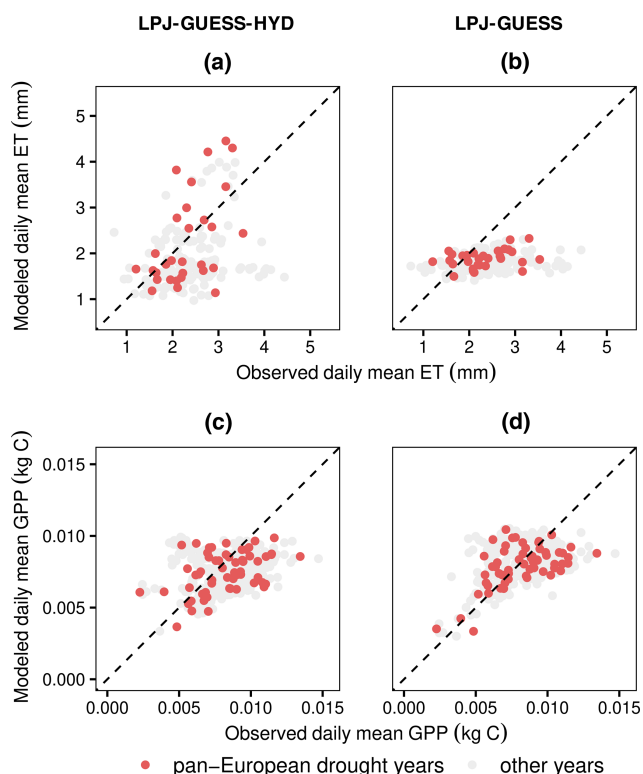 LPJ-GUESS-HYD LPJ-GUESS
(a) (b)
Modeled daily mean ET (mm)
5
4
3
2
1
1 2 3 4 5 1 2 3 4 5
Observed daily mean ET (mm)
(c) (d)
Modeled daily mean GPP (kg C)
0.015
0.010
0.005
0.000
0.000 0.005 0.010 0.015 0.000 0.005 0.010 0.015
Observed daily mean GPP (kg C)
pan−European drought years other years